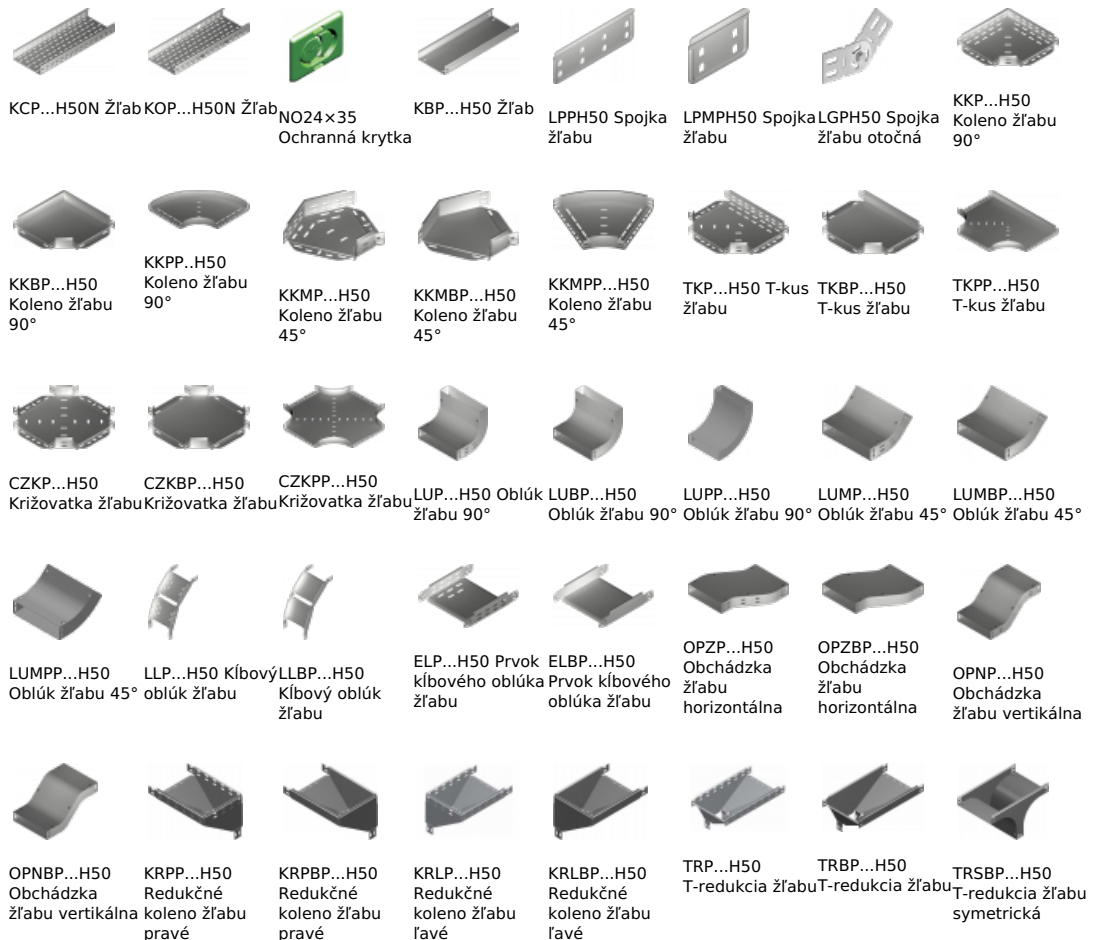 KCP...H50N Žľab
KOP...H50N Žľab
NO24×35
Ochranná krytka
KBP...H50 Žľab
LPPH50 Spojka
žľabu
LPMPH50 Spojka
žľabu
LGPH50 Spojka
žľabu otočná
KKP...H50
Koleno žľabu
90°
KKBP...H50
Koleno žľabu
90°
KKPP..H50
Koleno žľabu
90°
KKMP...H50
Koleno žľabu
45°
KKMBP...H50
Koleno žľabu
45°
KKMPP...H50
Koleno žľabu
45°
TKP...H50 T-kus
žľabu
TKBP...H50
T-kus žľabu
TKPP...H50
T-kus žľabu
CZKP...H50
Križovatka žľabu
CZKBP...H50
Križovatka žľabu
CZKPP...H50
Križovatka žľabu
LUP...H50 Oblúk
žľabu 90°
LUBP...H50
Oblúk žľabu 90°
LUPP...H50
Oblúk žľabu 90°
LUMP...H50
Oblúk žľabu 45°
LUMBP...H50
Oblúk žľabu 45°
LUMPP...H50
Oblúk žľabu 45°
LLP...H50 Kĺbový
oblúk žľabu
LLBP...H50
Kĺbový oblúk
žľabu
ELP...H50 Prvok
kĺbového oblúka
žľabu
ELBP...H50
Prvok kĺbového
oblúka žľabu
OPZP...H50
Obchádzka
žľabu
horizontálna
OPZBP...H50
Obchádzka
žľabu
horizontálna
OPNP...H50
Obchádzka
žľabu vertikálna
OPNBP...H50
Obchádzka
žľabu vertikálna
KRPP...H50
Redukčné
koleno žľabu
pravé
KRPBP...H50
Redukčné
koleno žľabu
pravé
KRLP...H50
Redukčné
koleno žľabu
ľavé
KRLBP...H50
Redukčné
koleno žľabu
ľavé
TRP...H50
T-redukcia žľabu
TRBP...H50
T-redukcia žľabu
TRSBP...H50
T-redukcia žľabu
symetrická